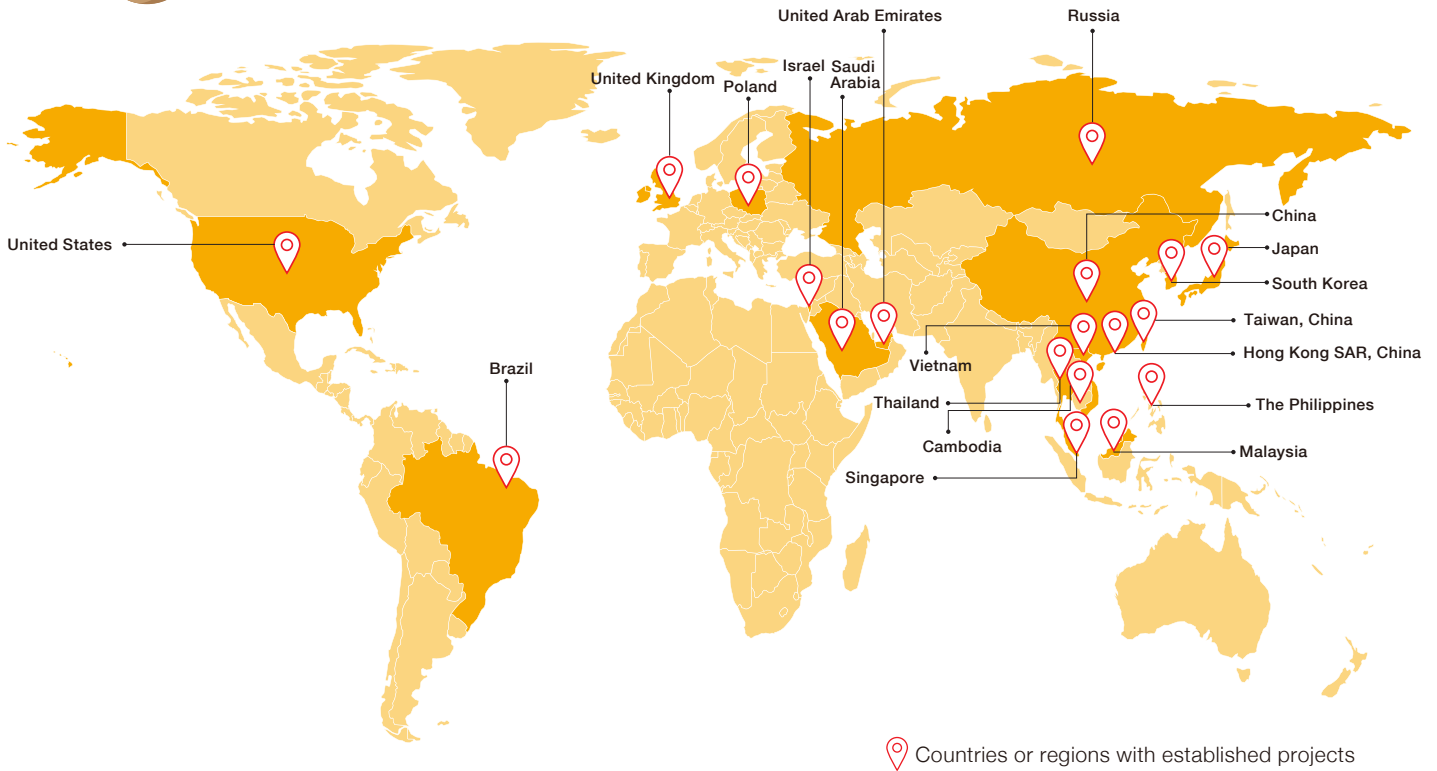 United Arab Emirates
Russia
Israel
Saudi
Arabia
United Kingdom
Poland
China
United States
Japan
South Korea
Taiwan, China
Hong Kong SAR, China
Vietnam
Brazil
Thailand
The Philippines
Cambodia
Malaysia
Singapore
Countries or regions with established projects